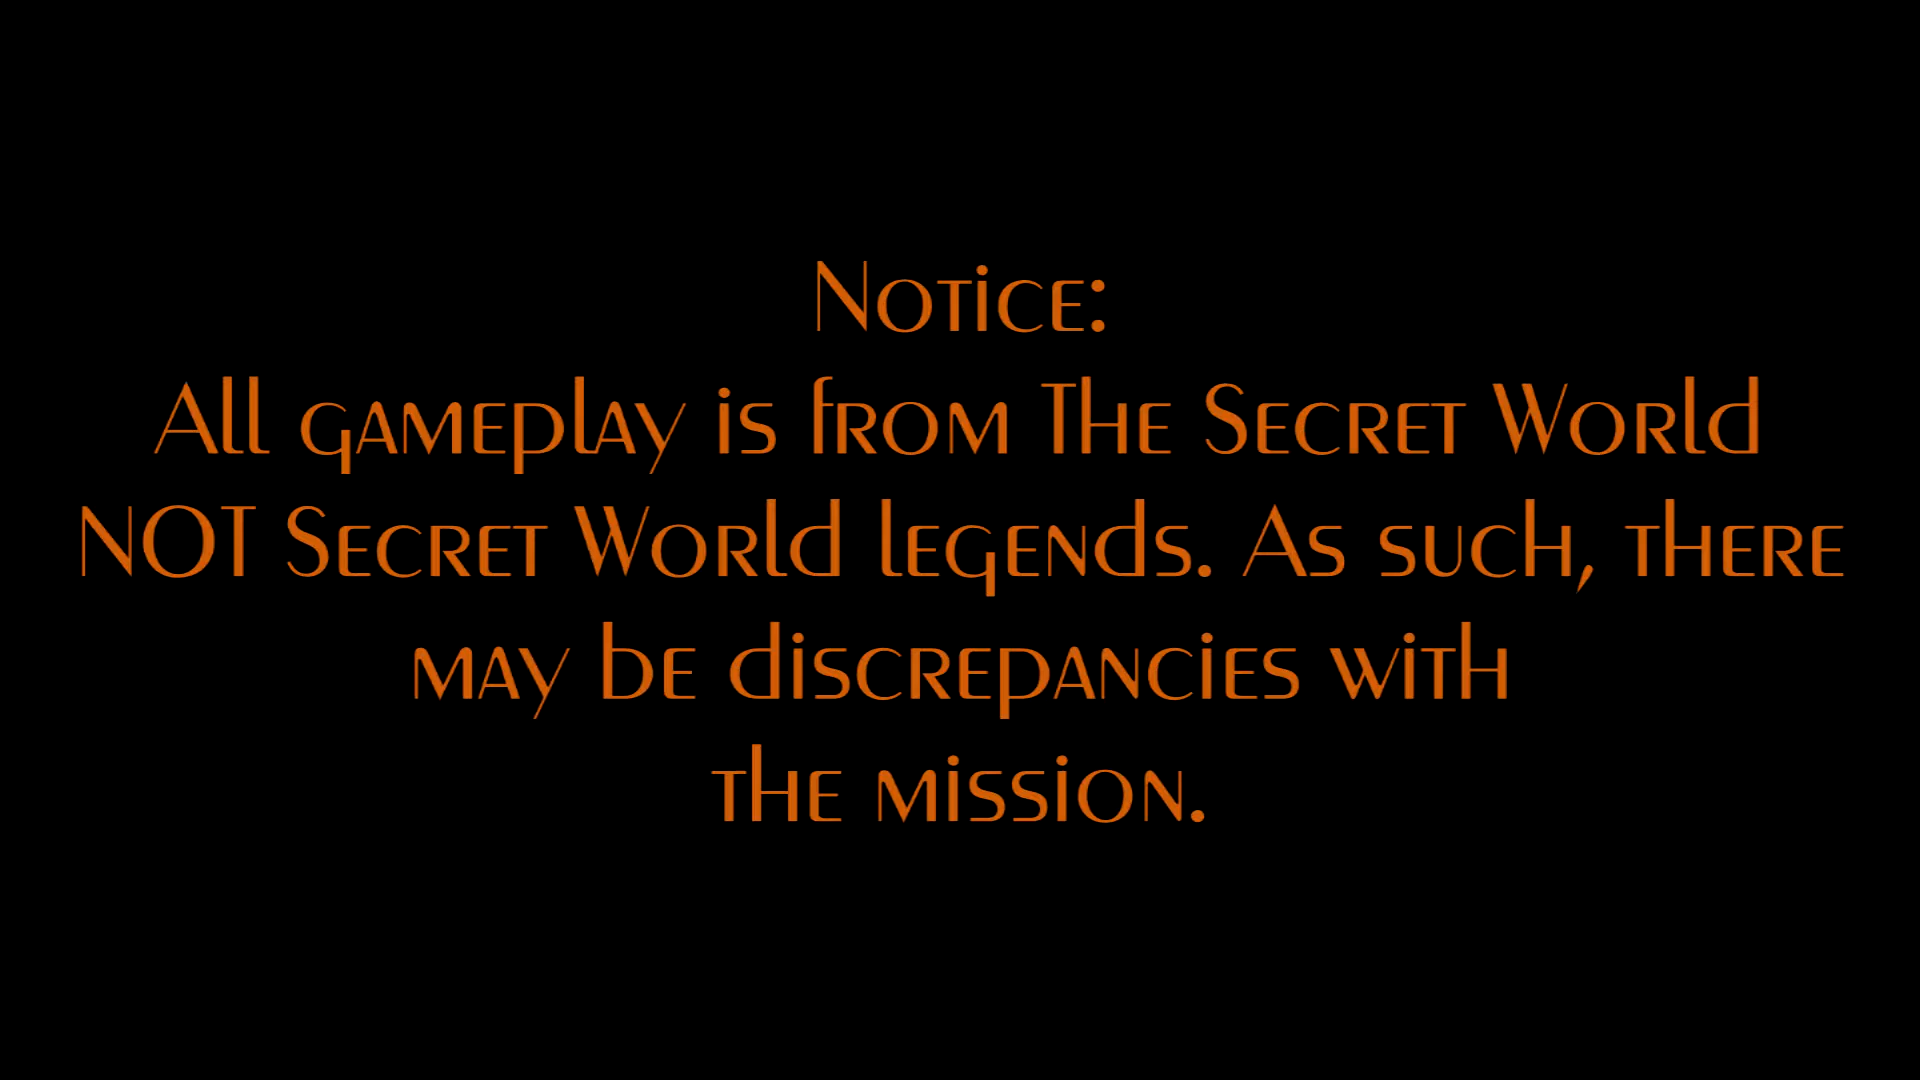 Notice:
All gameplay is from The Secret World
NOT Secret World legends. As such, there
may be discrepancies with
the mission.